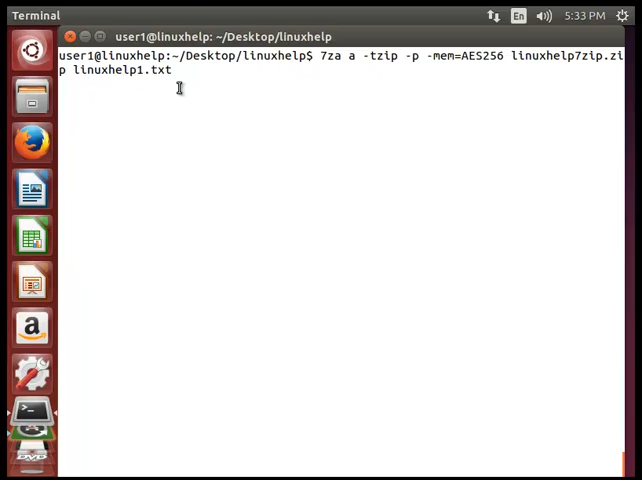 Terminal
En
5:33 PM
user1@linuxhelp: ~/Desktop/linuxhelp
user1@linuxhelp:~/Desktop/linuxhelp$ 7za a -tzip -p -mem=AES256 linuxhelp7zip.zi
p linuxhelp1.txt
a
>_
DVD